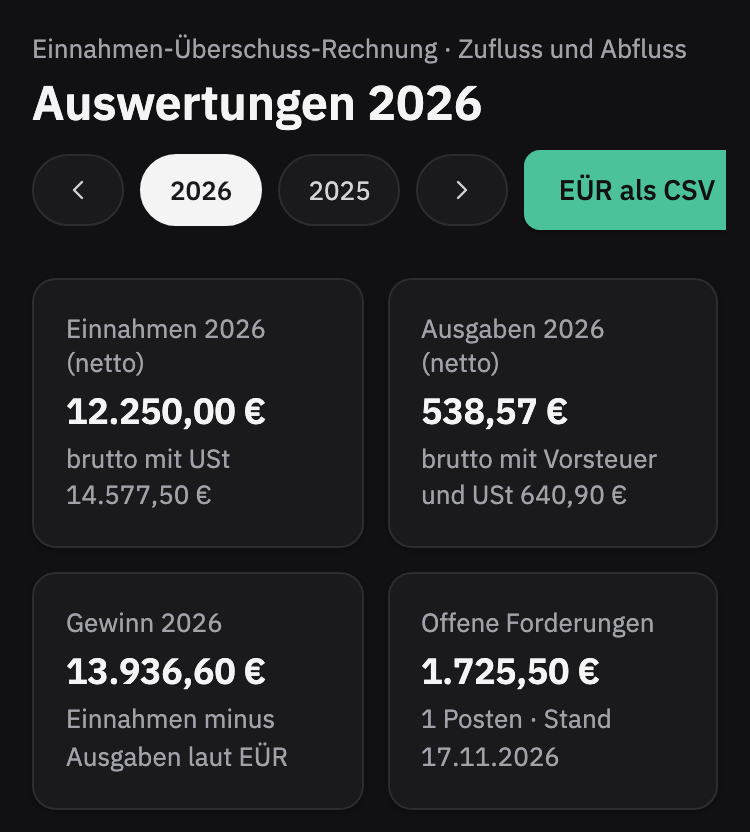 Einnahmen-Überschuss-Rechnung · Zufluss und Abfluss
Auswertungen 2026
2026
2025
EÜR als CSV
Einnahmen 2026
(netto)
12.250,00 €
brutto mit USt
14.577,50 €
Ausgaben 2026
(netto)
538,57 €
brutto mit Vorsteuer
und USt 640,90 €
Gewinn 2026
13.936,60 €
Einnahmen minus
Ausgaben laut EÜR
Offene Forderungen
1.725,50 €
1 Posten · Stand
17.11.2026